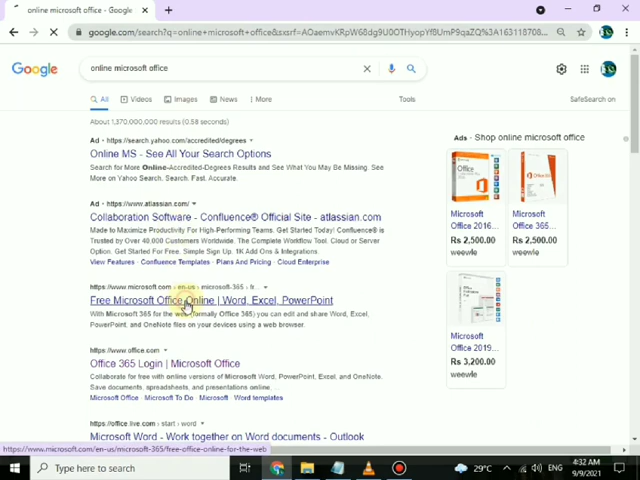 online microsoft office - Google
google.com/search?q=online+microsoft+office&sxsrf=
online microsoft office
Google
All
Videos
Images
News
More
Tools
SafeSearch on
About 1,370,000,000 results (0.58 seconds)
Ad · https://search.yahoo.com/accredited/degrees
Online MS - See All Your Search Options
Search for More Online-Accredited-Degrees Results and See What You May Be Missing. See
More on Yahoo Search. Search. Fast. Accurate.
Ad · https://www.atlassian.com/
Collaboration Software - Confluence® Official Site - atlassian.com
Made to Maximize Productivity For High-Performing Teams. Get Started Today! Confluence® is
Trusted by Over 40,000 Customers Worldwide. The Complete Workflow Tool. Cloud or Server
Option. Get Started For Free. Simple Sign Up. 1K Add Ons & Integrations.
View Features · Confluence Templates · Plans And Pricing · Cloud Enterprise
https://www.microsoft.com › en-us › microsoft-365 › fr...
Free Microsoft Office Online | Word, Excel, PowerPoint
With Microsoft 365 for the web (formally Office 365) you can edit and share Word, Excel,
PowerPoint, and OneNote files on your devices using a web browser.
https://www.office.com
Office 365 Login | Microsoft Office
Collaborate for free with online versions of Microsoft Word, PowerPoint, Excel, and OneNote.
Save documents, spreadsheets, and presentations online, ...
Microsoft Office · Microsoft To Do · Microsoft · Word templates
https://office.live.com › start › word
Microsoft Word - Work together on Word documents - Outlook
Ads · Shop online microsoft office
Microsoft
Office 2016...
Rs 2,500.00
weewle
Microsoft
Office 365...
Rs 2,500.00
weewle
Microsoft
Office 2019...
Rs 3,200.00
weewle
https://www.microsoft.com/en-us/microsoft-365/free-office-online-for-the-web
Type here to search
29°C
ENG
4:32 AM
9/9/2021